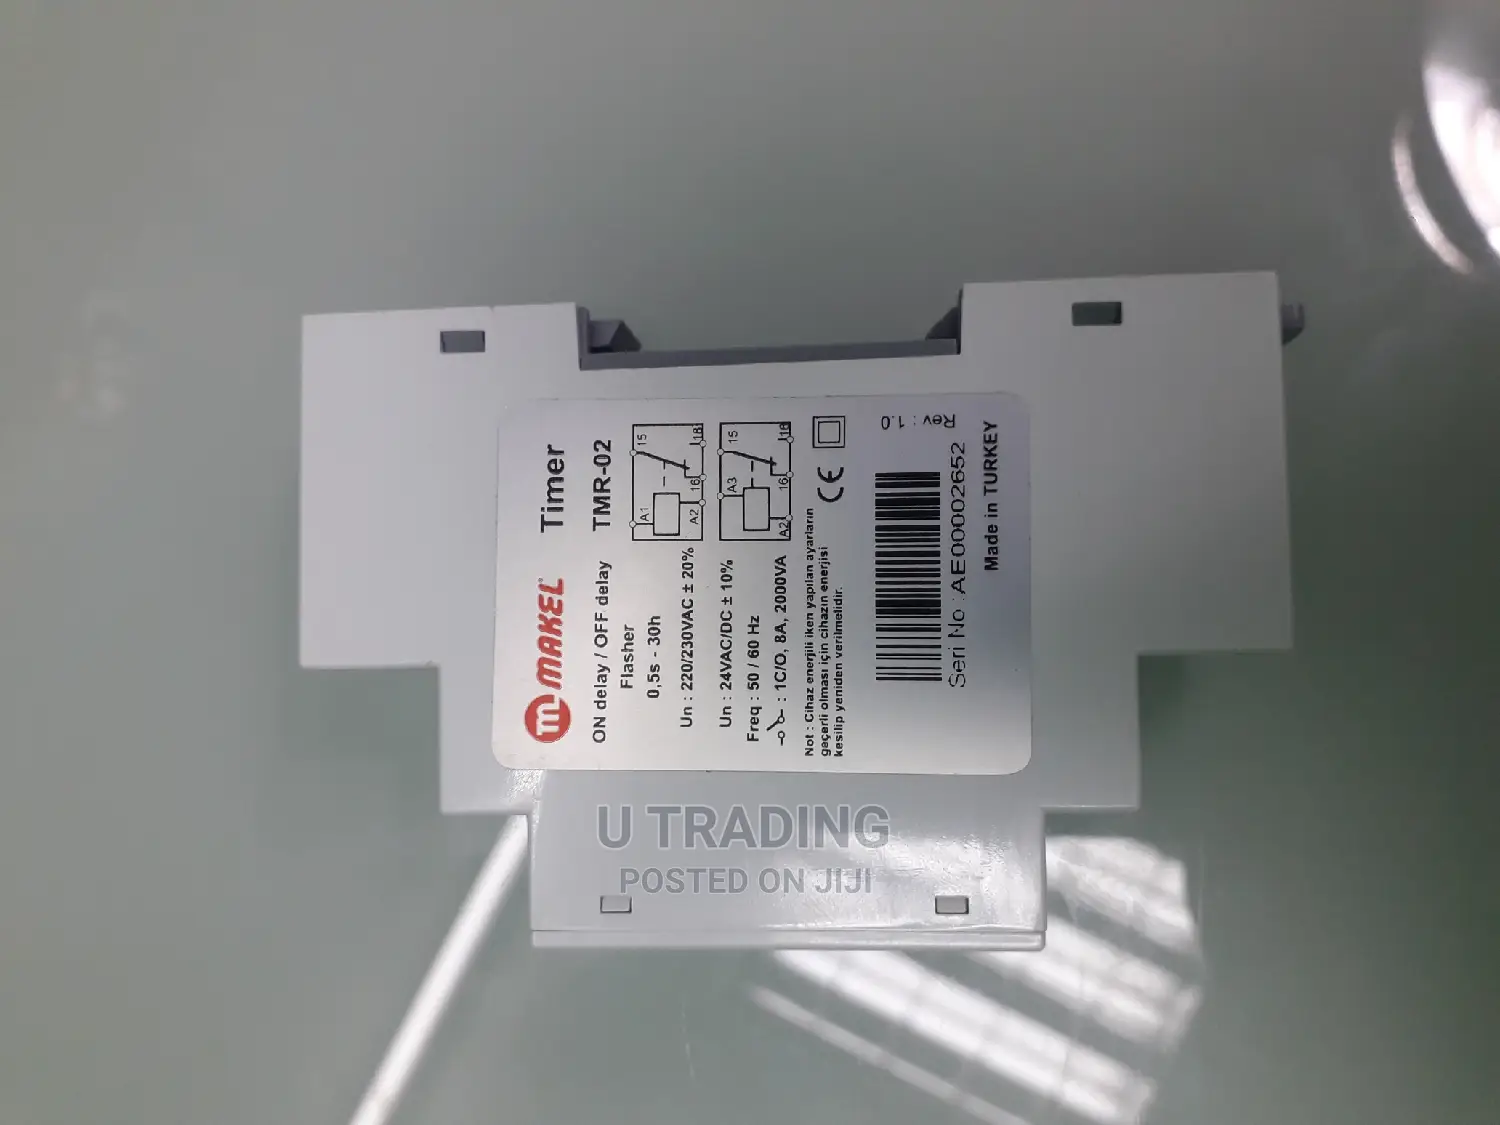 m MAKEL Timer
ON delay / OFF delay TMR-02
Flasher
0,5s - 30h
Un : 220/230VAC ± 20%
A1 15
A2 16 18
Un : 24VAC/DC ± 10%
A3 15
A2 16 18
Freq : 50 / 60 Hz
: 1C/O, 8A, 2000VA
Not : Cihaz enerjili iken yapılan ayarların
geçerli olması için cihazın enerjisi
kesilip yeniden verilmelidir.
CE
Rev : 1.0
Seri No : AE00002652
Made in TURKEY
U TRADING
POSTED ON JIJI